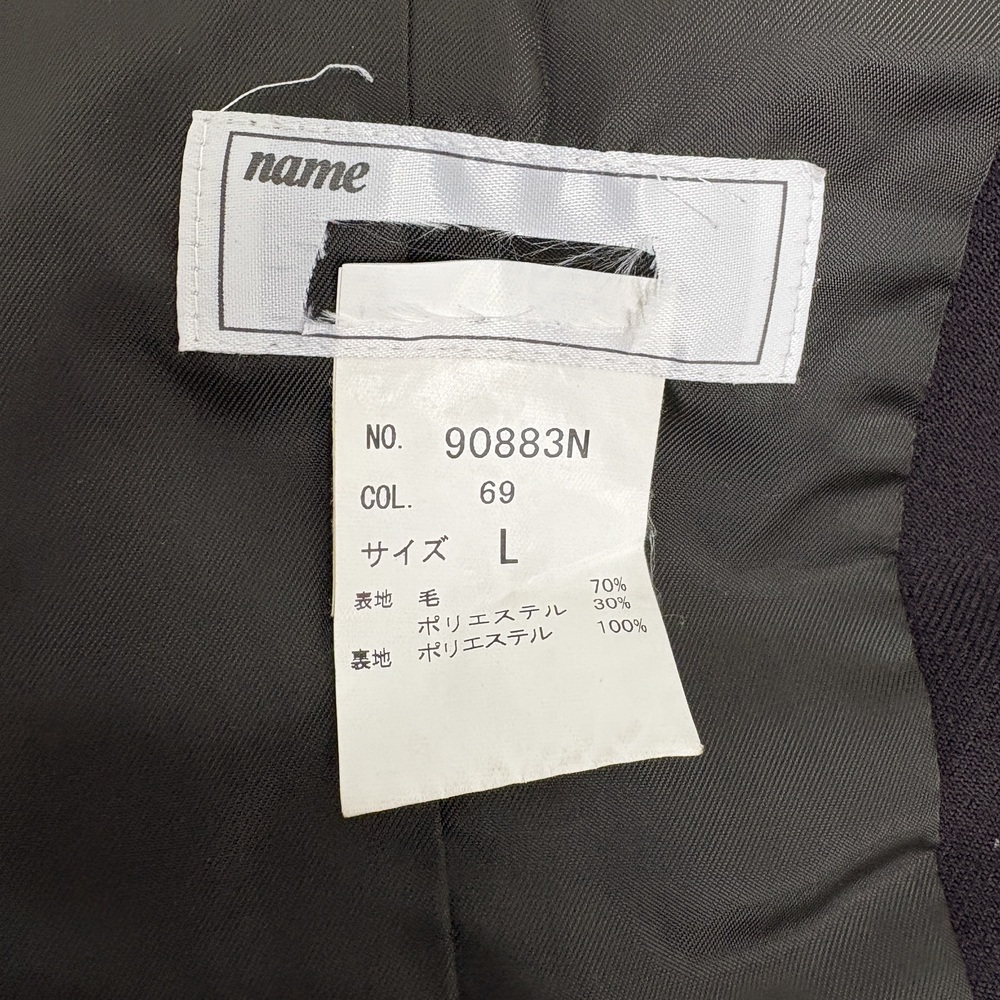 name
NO. 90883N
COL. 69
サイズ L
表地 毛 70%
ポリエステル 30%
裏地 ポリエステル 100%